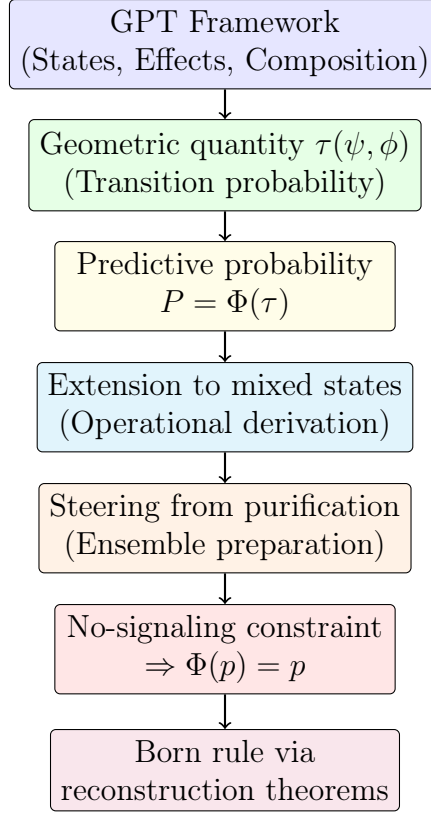 GPT Framework
(States, Effects, Composition)
Geometric quantity τ(ψ, ϕ)
(Transition probability)
Predictive probability
P = Φ(τ)
Extension to mixed states
(Operational derivation)
Steering from purification
(Ensemble preparation)
No-signaling constraint
⇒ Φ(p) = p
Born rule via
reconstruction theorems